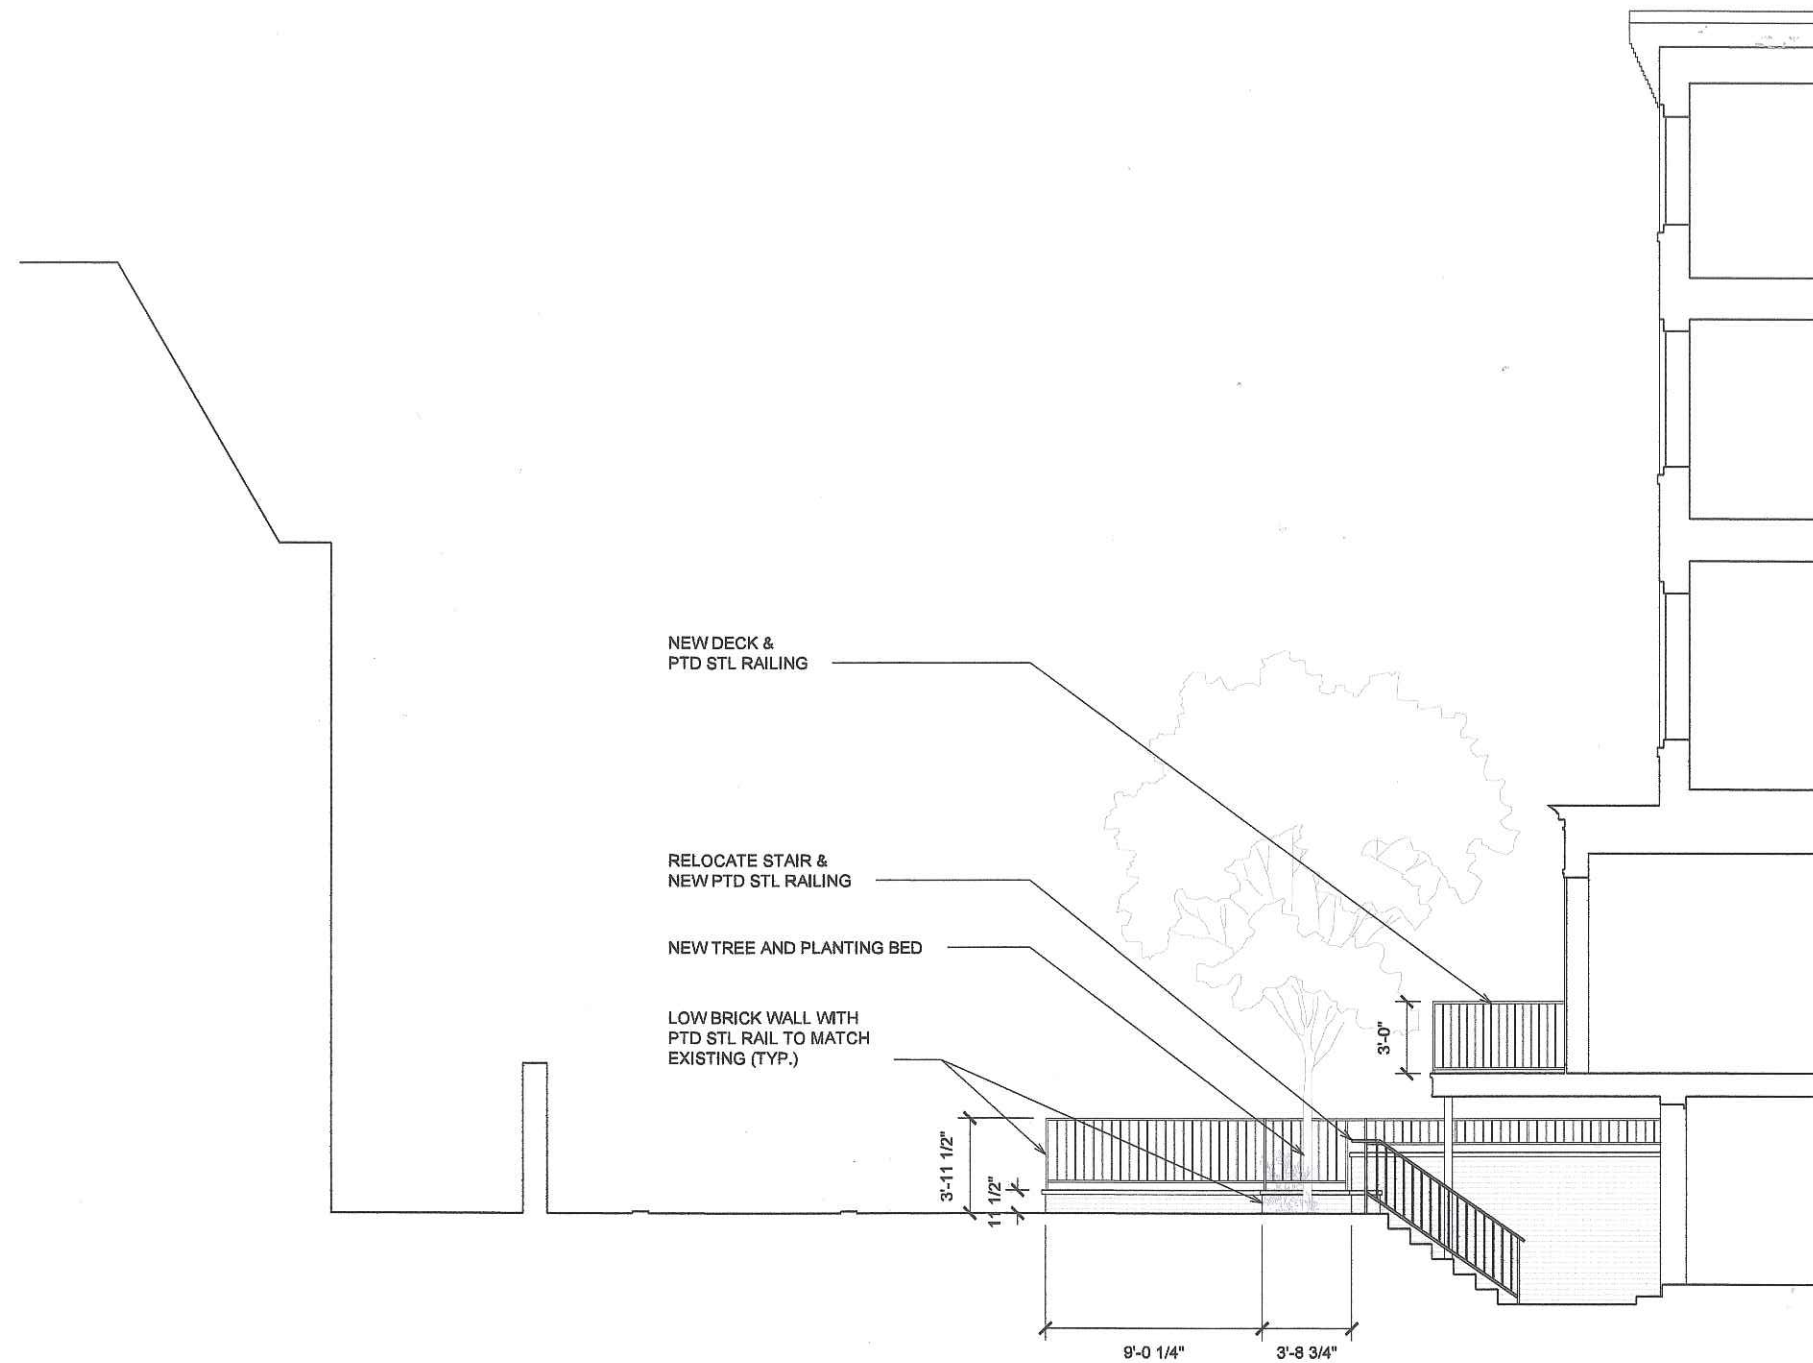 NEW DECK &
PTD STL RAILING
RELOCATE STAIR &
NEW PTD STL RAILING
NEW TREE AND PLANTING BED
LOW BRICK WALL WITH
PTD STL RAIL TO MATCH
EXISTING (TYP.)
3'-0"
3'-11 1/2"
11 1/2"
9'-0 1/4"
3'-8 3/4"